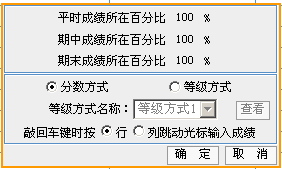 平时成绩所在百分比 100 %
期中成绩所在百分比 100 %
期末成绩所在百分比 100 %
分数方式 等级方式
等级方式名称： 等级方式1 查看
敲回车键时按 行 列跳动光标输入成绩
确 定 取 消